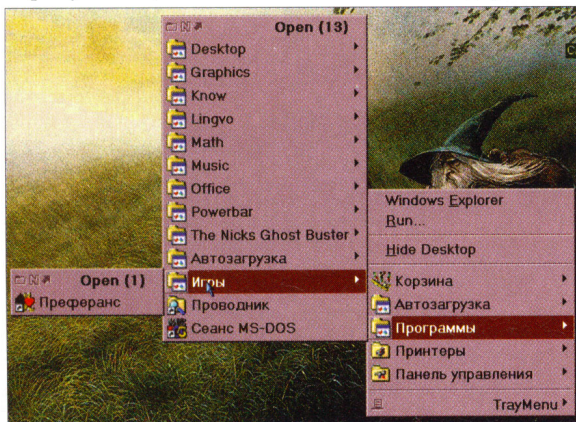 Open (13)
Desktop
Graphics
Know
Lingvo
Math
Music
Office
Powerbar
The Nicks Ghost Buster
Автозагрузка
Игры
Проводник
Сеанс MS-DOS
Open (1)
Преферанс
Windows Explorer
Run...
Hide Desktop
Корзина
Автозагрузка
Программы
Принтеры
Панель управления
TrayMenu